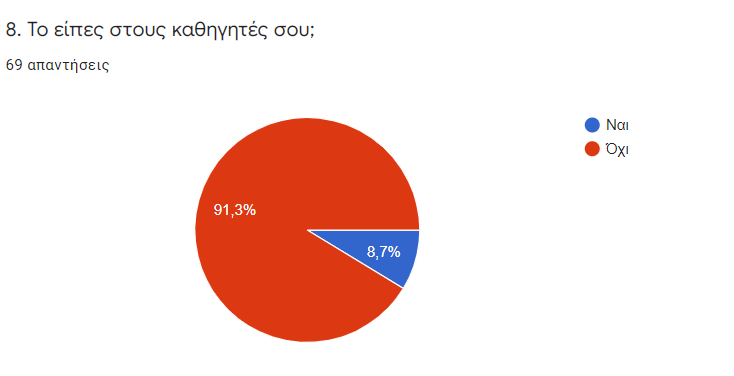 8. Το είπες στους καθηγητές σου;
69 απαντήσεις
Ναι
Όχι
91,3%
8,7%